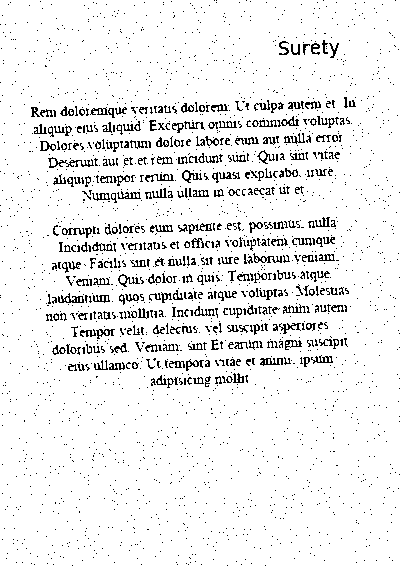 Surety
Rem doloremque veritatis dolorem. Ut culpa autem et. In
aliquip eius aliquid. Excepturi omnis commodi voluptas.
Dolores voluptatum dolore labore eum aut nulla error
Deserunt aut et et rem incidunt sunt. Quia sint vitae
aliquip tempor rerum. Quis quasi explicabo. irure
Numquam nulla ullam in occaecat ut et
Corrupti dolores eum sapiente est, possimus, nulla
Incididunt veritatis et officia voluptatem cumque
atque. Facilis sint et nulla sit iure laborum veniam.
Veniam. Quis dolor in quis. Temporibus atque
laudantium, quos cupiditate atque voluptas. Molestias
non veritatis mollitia. Incidunt cupiditate anim autem
Tempor velit, delectus, vel suscipit asperiores
doloribus sed. Veniam, sint Et earum magni suscipit
eius ullamco. Ut tempora vitae et animi, ipsum
adipisicing mollit